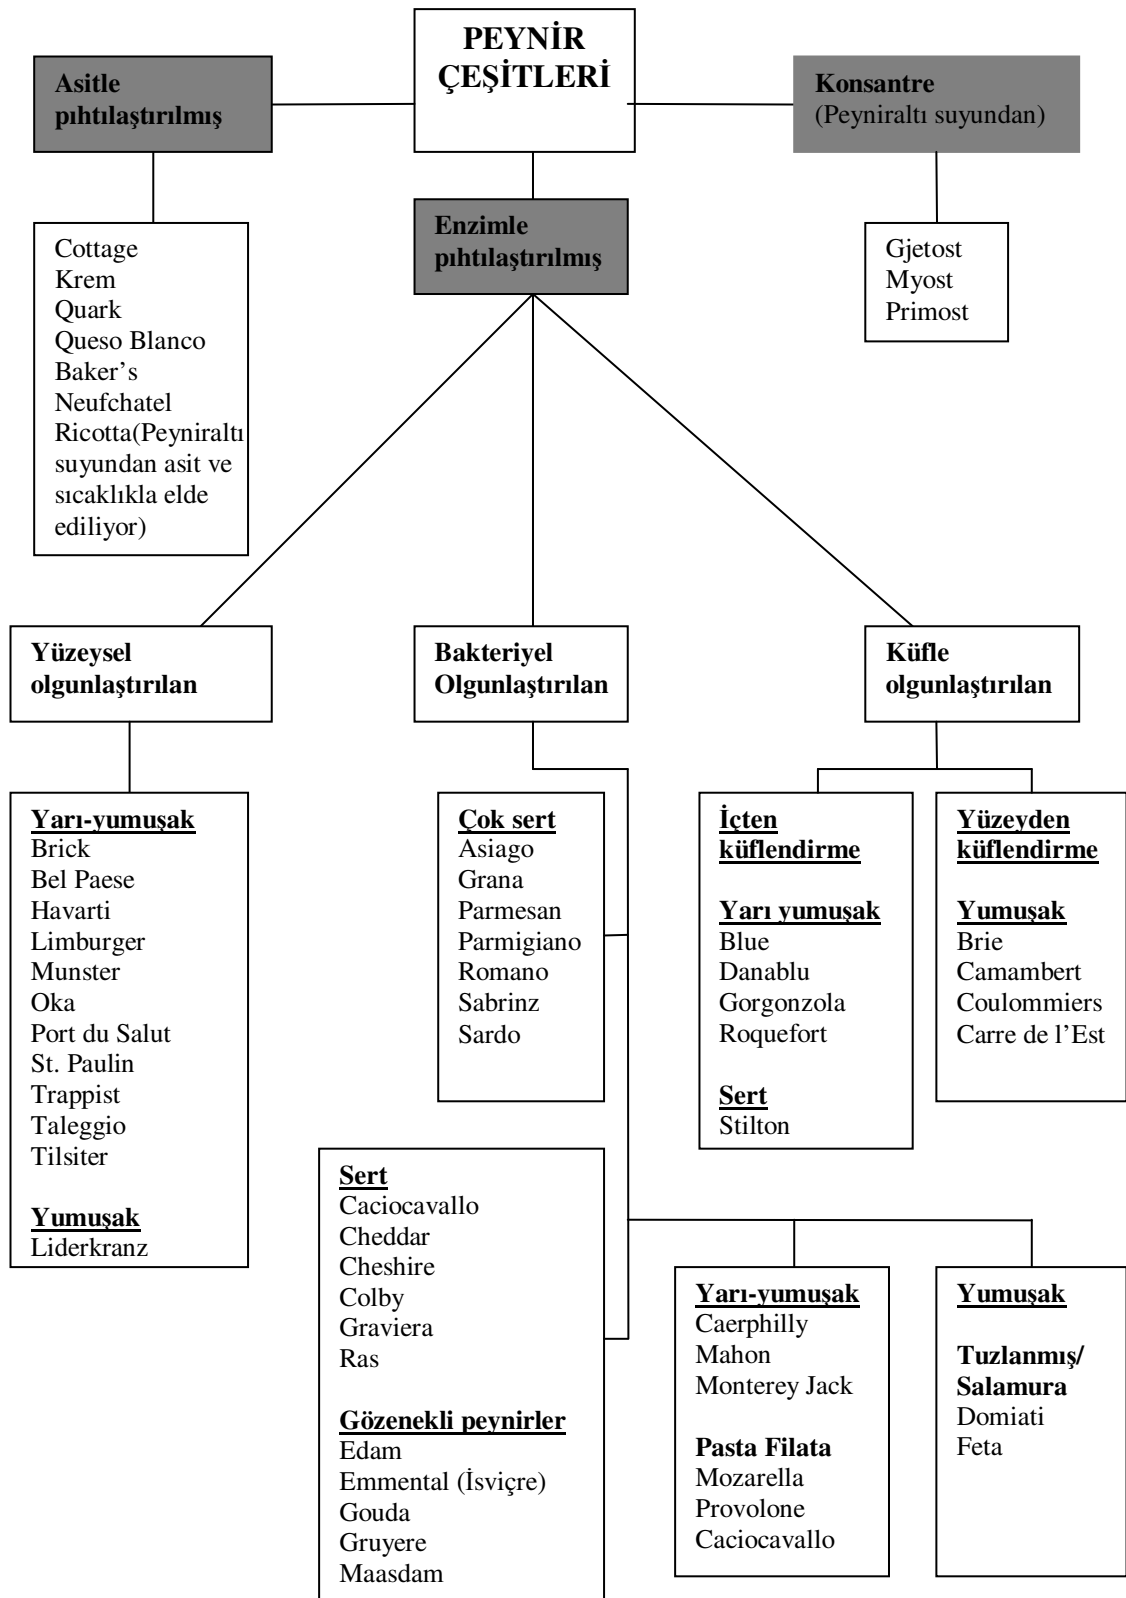 PEYNİR
ÇEŞİTLERİ
Asitle
pıhtılaştırılmış
Konsantre
(Peyniraltı suyundan)
Enzimle
pıhtılaştırılmış
Cottage
Krem
Quark
Queso Blanco
Baker’s
Neufchatel
Ricotta(Peyniraltı
suyundan asit ve
sıcaklıkla elde
ediliyor)
Gjetost
Myost
Primost
Yüzeysel
olgunlaştırılan
Bakteriyel
Olgunlaştırılan
Küfle
olgunlaştırılan
Yarı-yumuşak
Brick
Bel Paese
Havarti
Limburger
Munster
Oka
Port du Salut
St. Paulin
Trappist
Taleggio
Tilsiter
Yumuşak
Liderkranz
Çok sert
Asiago
Grana
Parmesan
Parmigiano
Romano
Sabrinz
Sardo
İçten
küflendirme
Yarı yumuşak
Blue
Danablu
Gorgonzola
Roquefort
Sert
Stilton
Yüzeyden
küflendirme
Yumuşak
Brie
Camambert
Coulommiers
Carre de l’Est
Sert
Caciocavallo
Cheddar
Cheshire
Colby
Graviera
Ras
Gözenekli peynirler
Edam
Emmental (İsviçre)
Gouda
Gruyere
Maasdam
Yarı-yumuşak
Caerphilly
Mahon
Monterey Jack
Pasta Filata
Mozarella
Provolone
Caciocavallo
Yumuşak
Tuzlanmış/
Salamura
Domiati
Feta